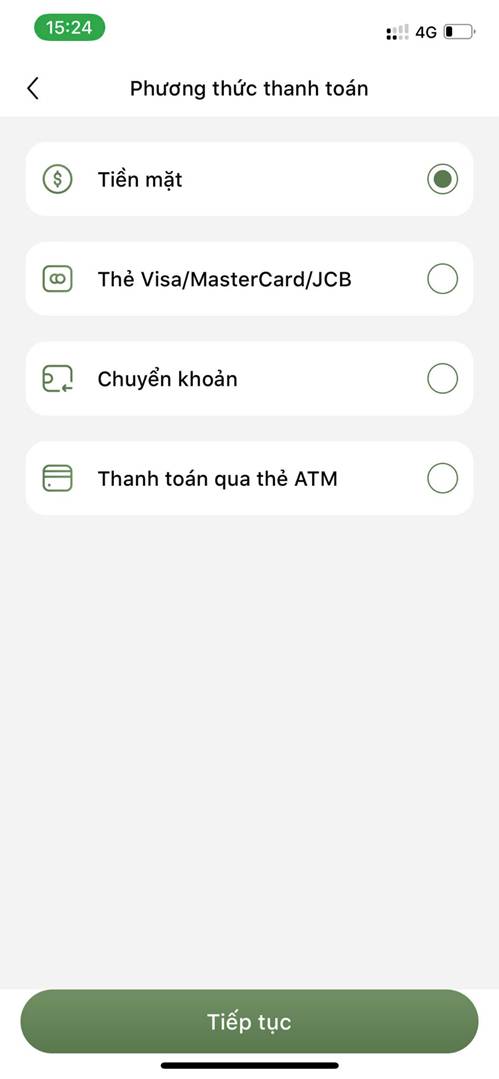 15:24
4G
Phương thức thanh toán
Tiền mặt
Thẻ Visa/MasterCard/JCB
Chuyển khoản
Thanh toán qua thẻ ATM
Tiếp tục